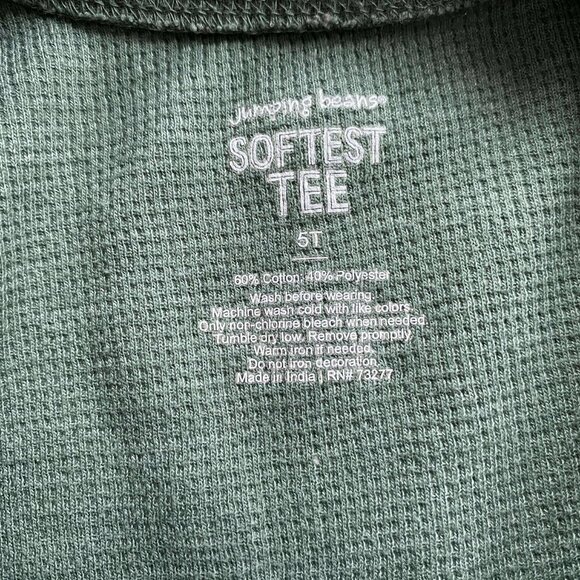 jumping beans®
SOFTEST
TEE
5T
60% Cotton, 40% Polyester
Wash before wearing.
Machine wash cold with like colors.
Only non-chlorine bleach when needed.
Tumble dry low. Remove promptly.
Warm iron if needed.
Do not iron decoration.
Made in India | RN# 73277